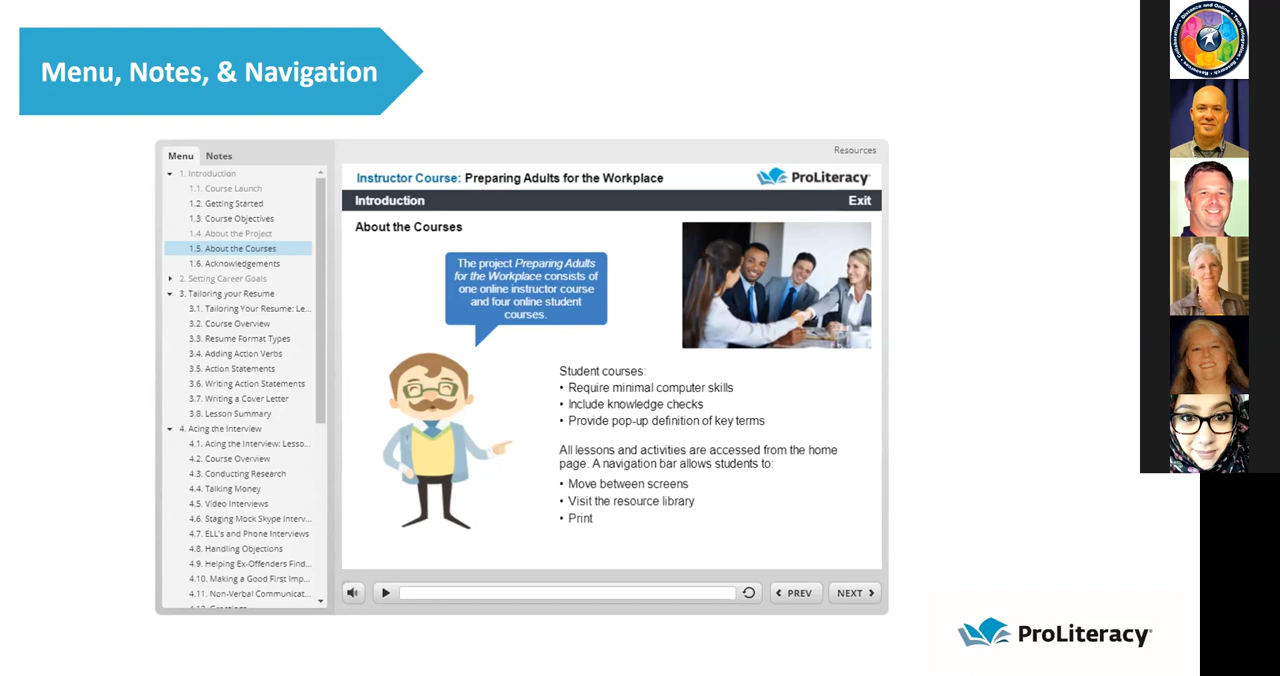 Menu, Notes, & Navigation
Menu
Notes
Resources
1. Introduction
1.1. Course Launch
1.2. Getting Started
1.3. Course Objectives
1.4. About the Project
1.5. About the Courses
1.6. Acknowledgements
2. Setting Career Goals
3. Tailoring your Resume
3.1. Tailoring Your Resume: Le...
3.2. Course Overview
3.3. Resume Format Types
3.4. Adding Action Verbs
3.5. Action Statements
3.6. Writing Action Statements
3.7. Writing a Cover Letter
3.8. Lesson Summary
4. Acing the Interview
4.1. Acing the Interview: Lesso...
4.2. Course Overview
4.3. Conducting Research
4.4. Talking Money
4.5. Video Interviews
4.6. Staging Mock Skype Interv...
4.7. ELL's and Phone Interviews
4.8. Handling Objections
4.9. Helping Ex-Offenders Find...
4.10. Making a Good First Imp...
4.11. Non-Verbal Communicat...
Instructor Course: Preparing Adults for the Workplace
ProLiteracy
Introduction
Exit
About the Courses
The project Preparing Adults
for the Workplace consists of
one online instructor course
and four online student
courses.
Student courses:
• Require minimal computer skills
• Include knowledge checks
• Provide pop-up definition of key terms
All lessons and activities are accessed from the home
page. A navigation bar allows students to:
• Move between screens
• Visit the resource library
• Print
PREV
NEXT
ProLiteracy